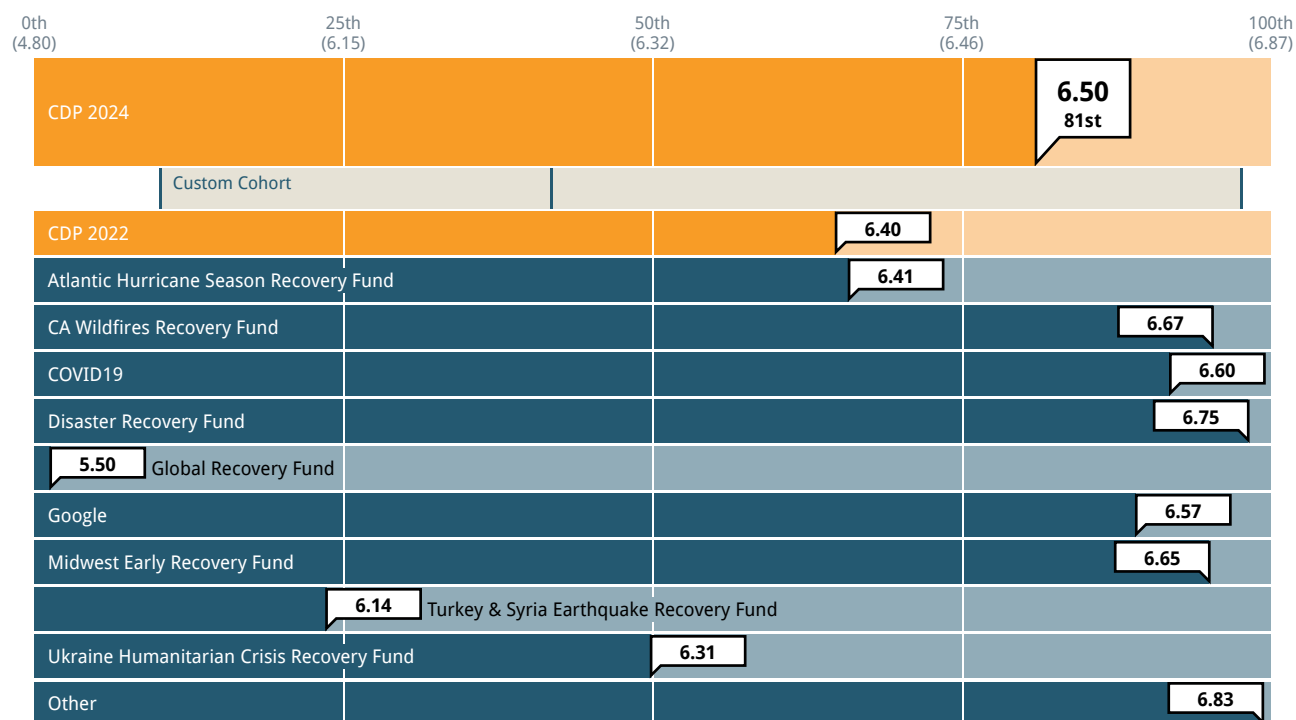 0th 25th 50th 75th 100th
(4.80) (6.15) (6.32) (6.46) (6.87)
CDP 2024 6.50
81st
Custom Cohort
CDP 2022 6.40
Atlantic Hurricane Season Recovery Fund 6.41
CA Wildfires Recovery Fund 6.67
COVID19 6.60
Disaster Recovery Fund 6.75
5.50 Global Recovery Fund
Google 6.57
Midwest Early Recovery Fund 6.65
6.14 Turkey & Syria Earthquake Recovery Fund
Ukraine Humanitarian Crisis Recovery Fund 6.31
Other 6.83